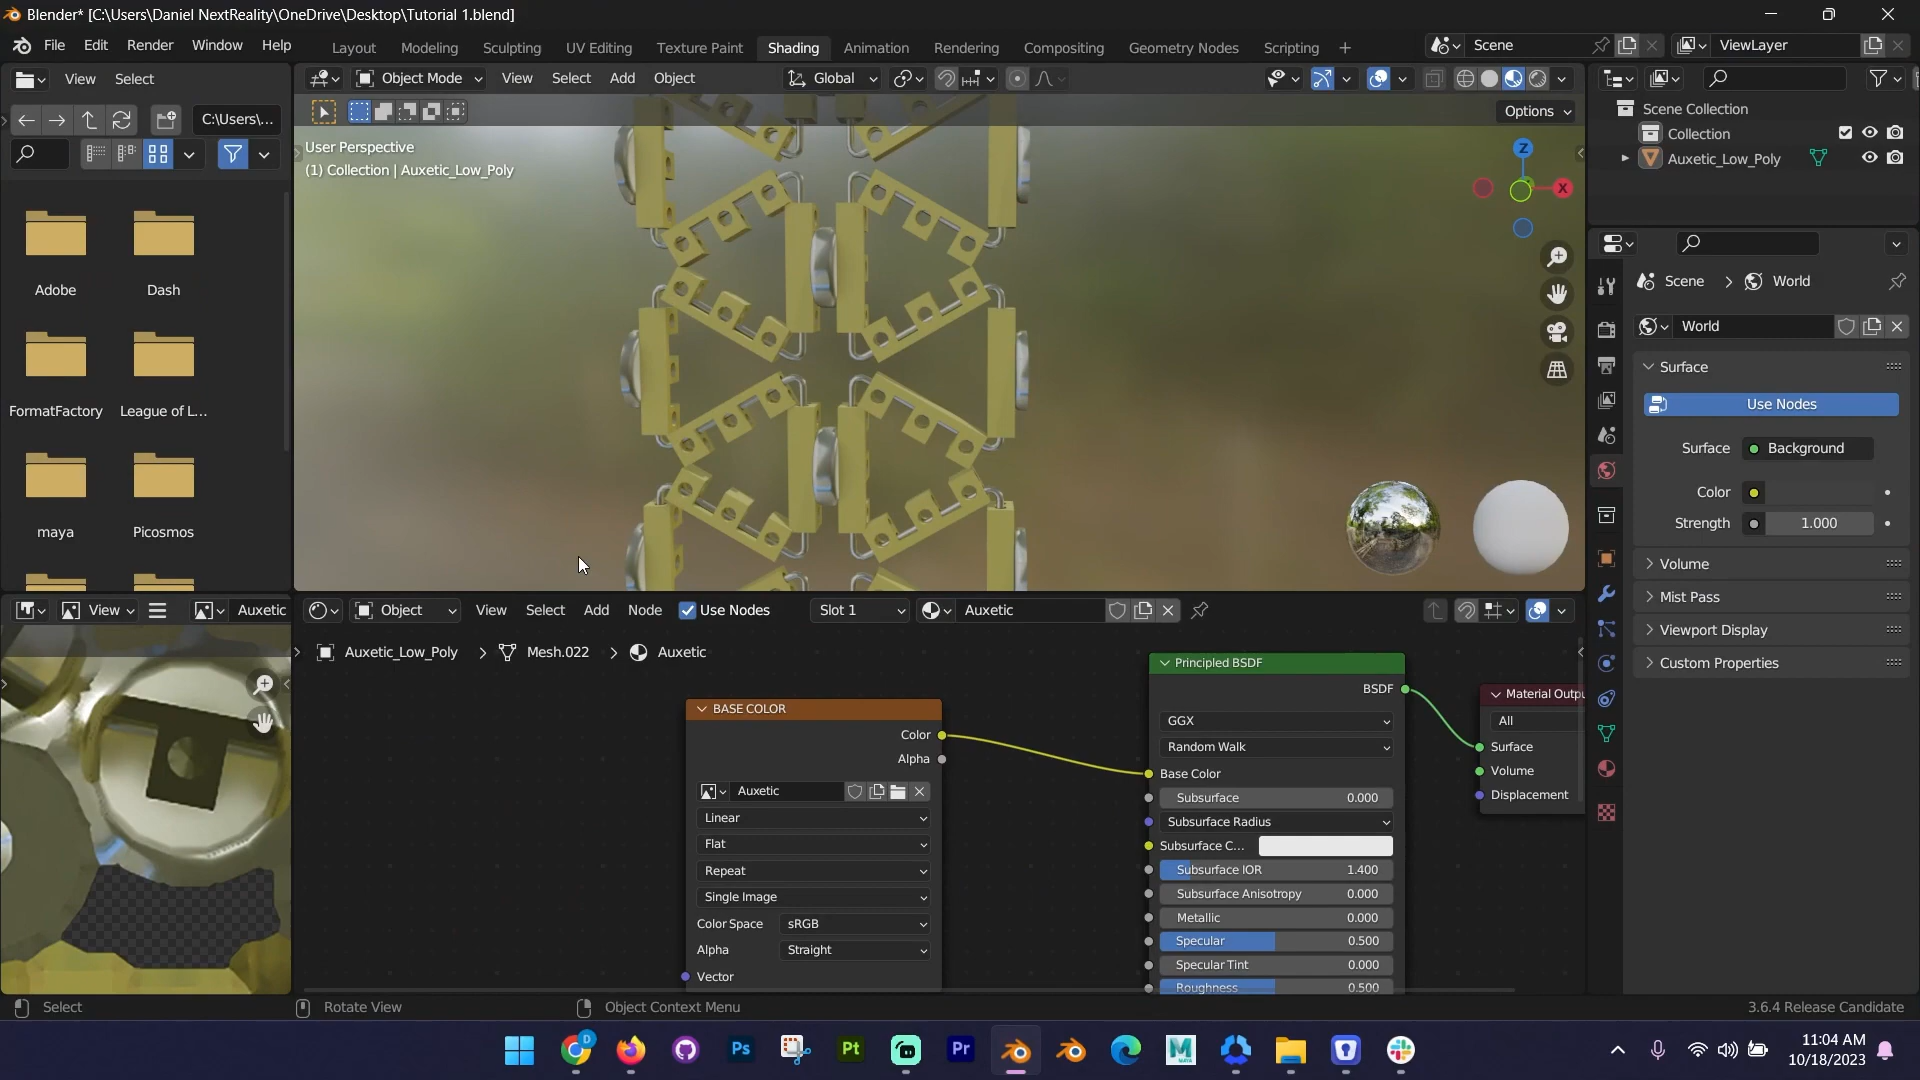 Blender* [C:\Users\Daniel NextReality\OneDrive\Desktop\Tutorial 1.blend]
File Edit Render Window Help
Layout Modeling Sculpting UV Editing Texture Paint Shading Animation Rendering Compositing Geometry Nodes Scripting +
Scene
ViewLayer
View Select
C:\Users\...
Adobe
Dash
FormatFactory
League of L...
maya
Picosmos
Object Mode View Select Add Object
Global
Options
User Perspective
(1) Collection | Auxetic_Low_Poly
Z
X
Scene Collection
Collection
Auxetic_Low_Poly
Scene > World
World
Surface
Use Nodes
Surface Background
Color
Strength 1.000
Volume
Mist Pass
Viewport Display
Custom Properties
View
Auxetic
Object View Select Add Node Use Nodes Slot 1 Auxetic
Auxetic_Low_Poly > Mesh.022 > Auxetic
BASE COLOR
Color
Alpha
Auxetic
Linear
Flat
Repeat
Single Image
Color Space sRGB
Alpha Straight
Vector
Principled BSDF
BSDF
GGX
Random Walk
Base Color
Subsurface 0.000
Subsurface Radius
Subsurface C...
Subsurface IOR 1.400
Subsurface Anisotropy 0.000
Metallic 0.000
Specular 0.500
Specular Tint 0.000
Roughness 0.500
Material Outpu
All
Surface
Volume
Displacement
Select
Rotate View
Object Context Menu
3.6.4 Release Candidate
D
Ps
Pt
Pr
M
11:04 AM
10/18/2023